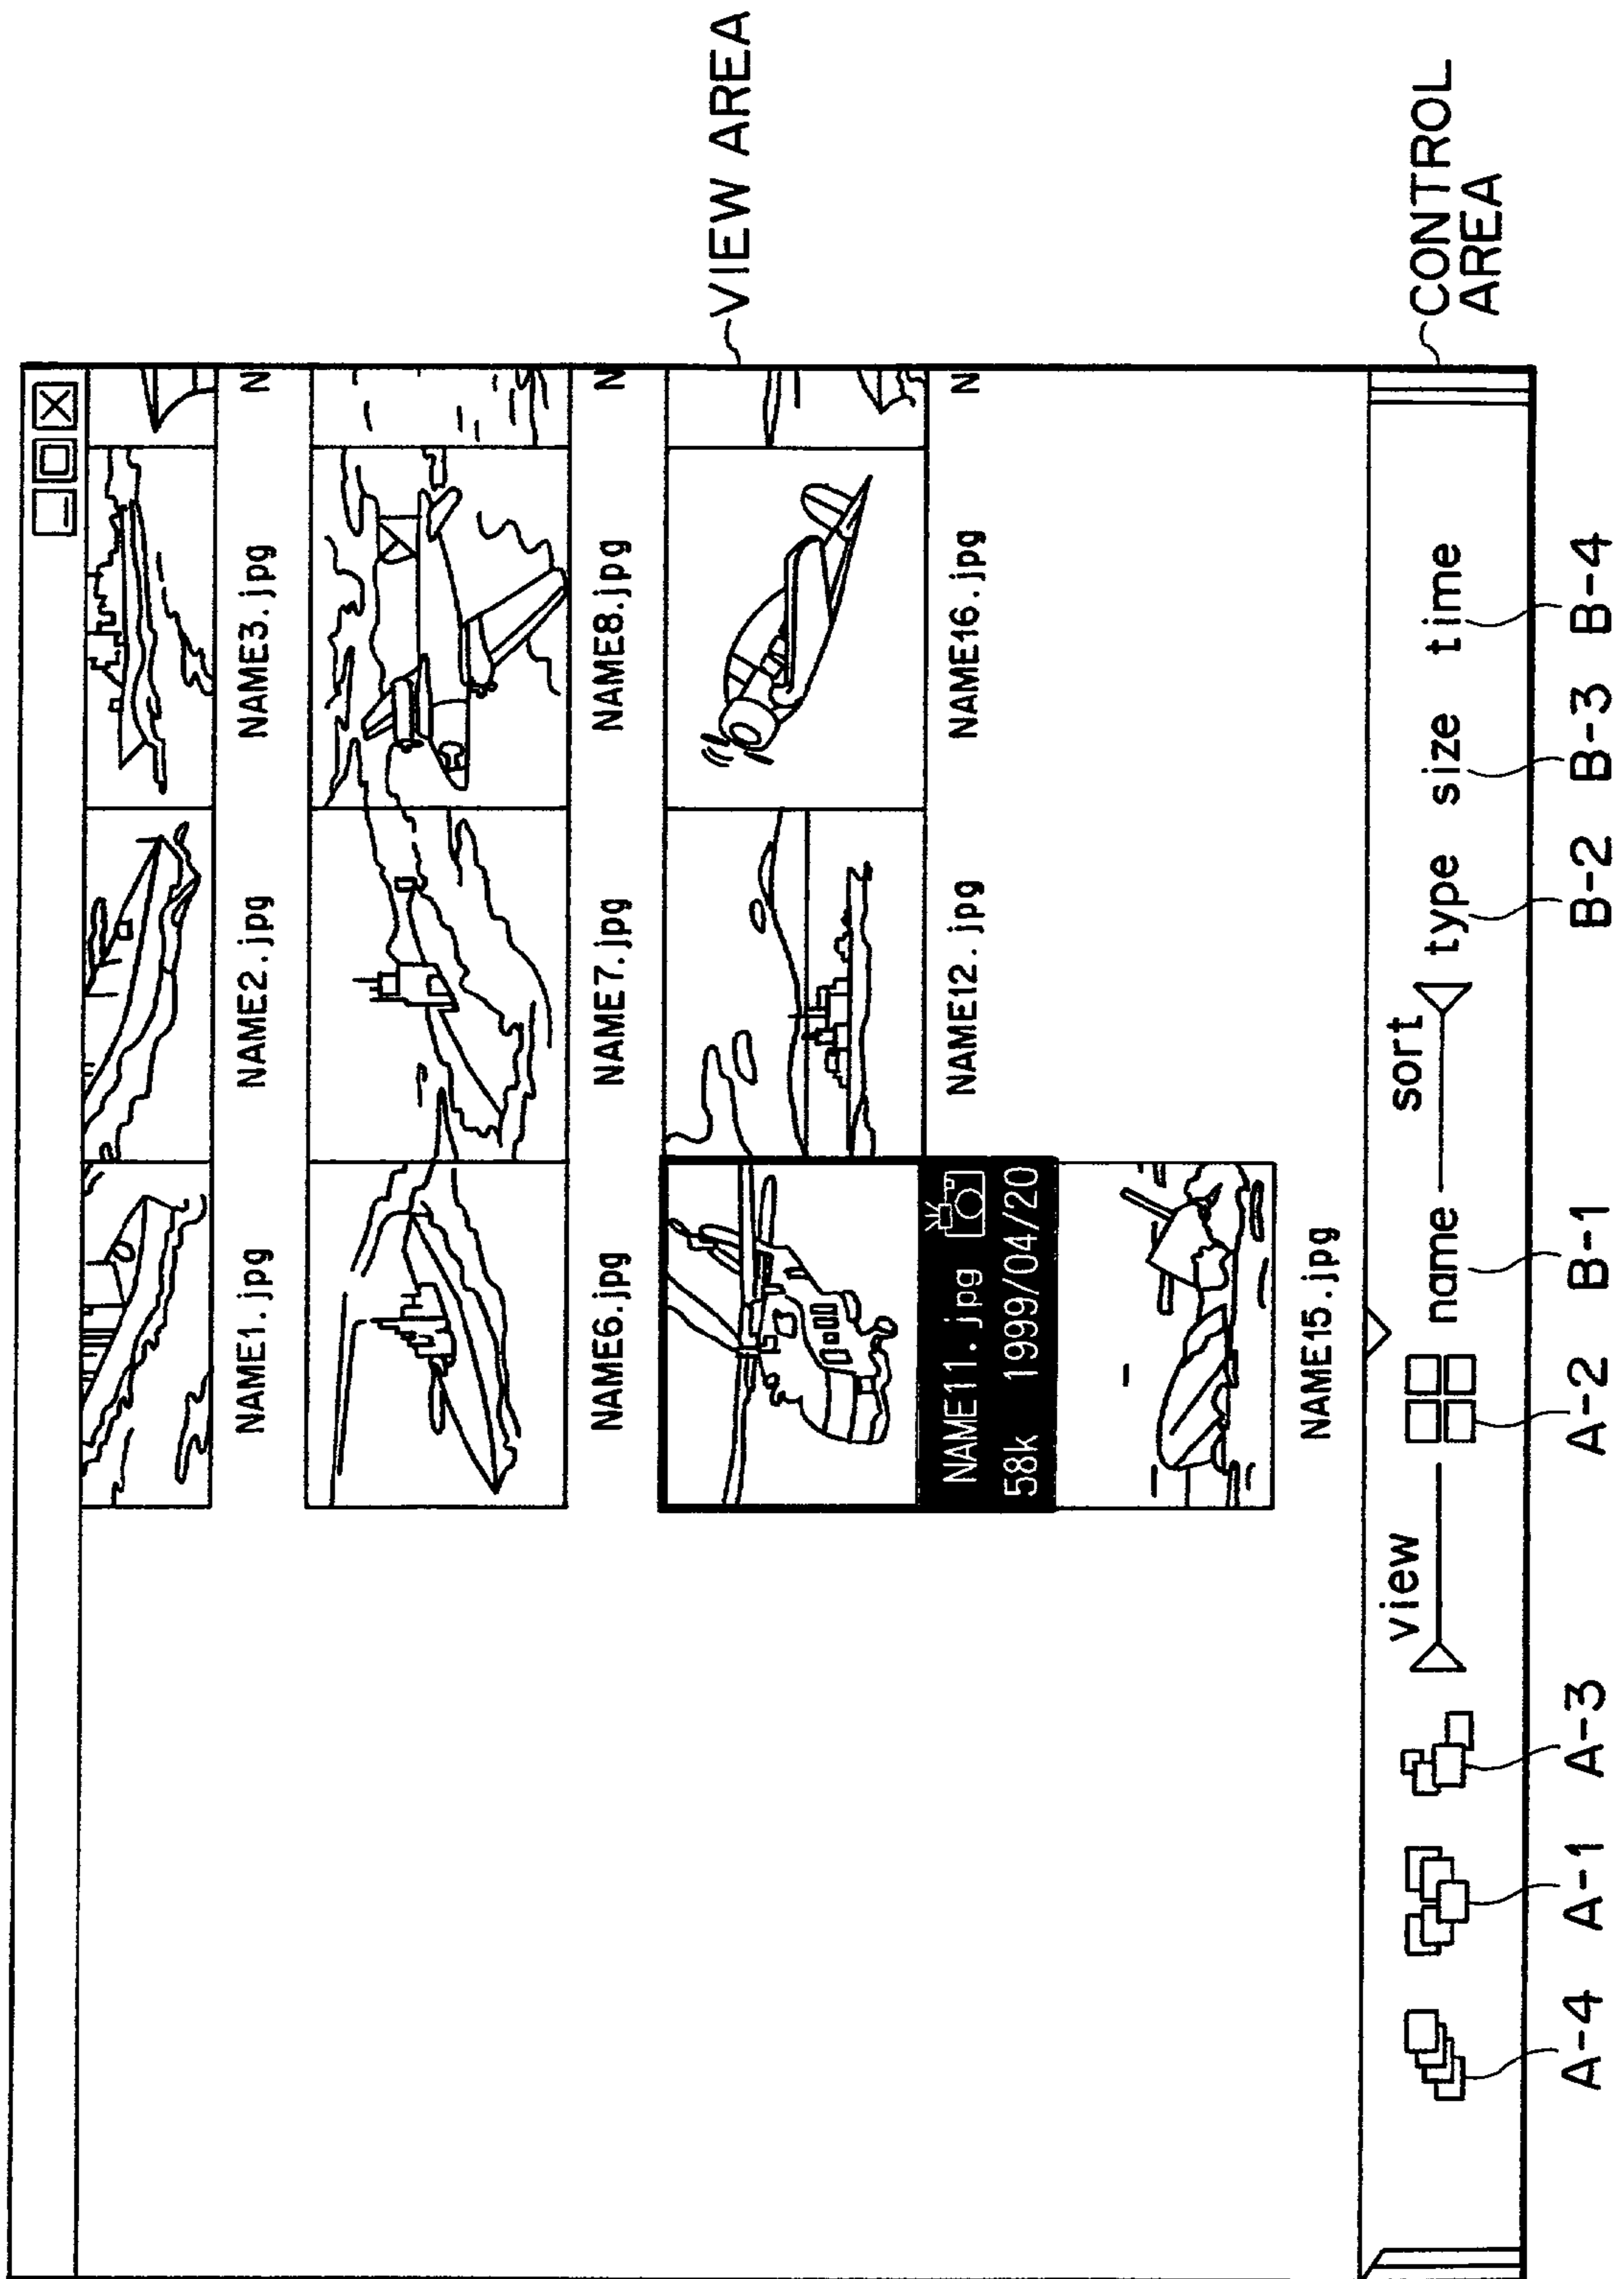 NAME1.jpg NAME2.jpg NAME3.jpg N
NAME6.jpg NAME7.jpg NAME8.jpg N
NAME11.jpg NAME12.jpg NAME16.jpg N
58k 1999/04/20
NAME15.jpg
VIEW AREA
view sort
name type size time
CONTROL
AREA
A-4 A-1 A-3 A-2 B-1 B-2 B-3 B-4